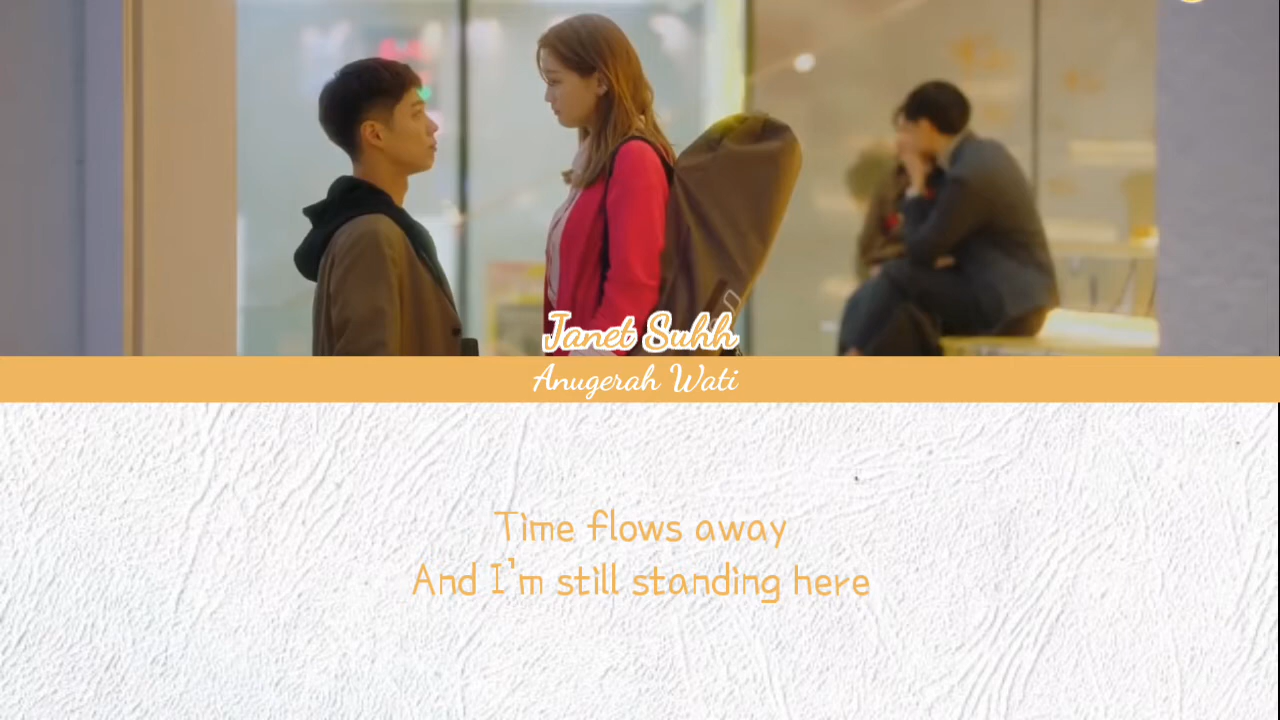 Janet Suhh
Anugerah Wati
Time flows away
And I'm still standing here